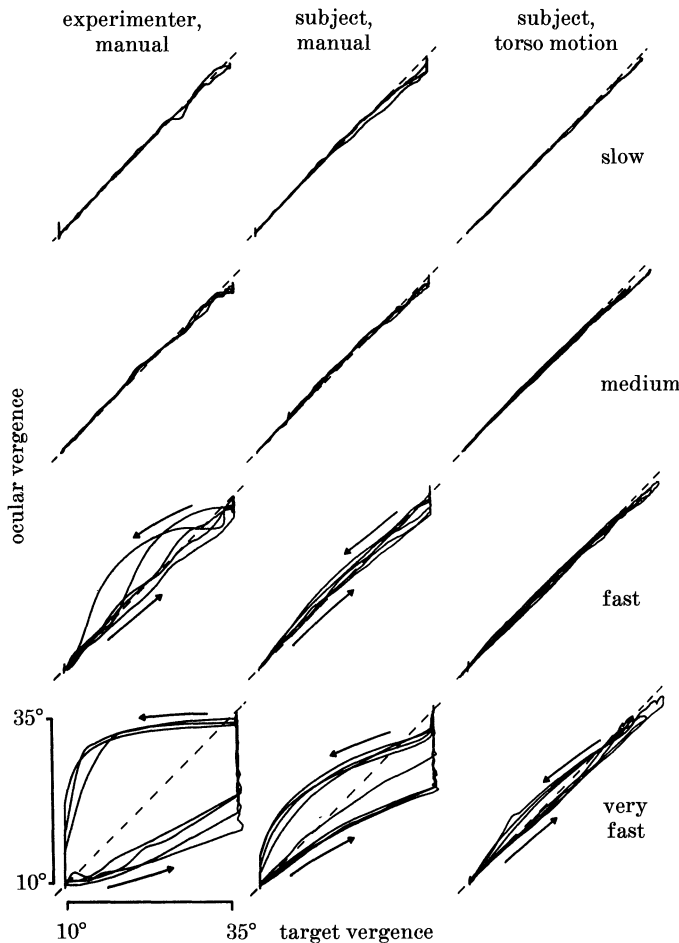 experimenter,
manual
subject,
manual
subject,
torso motion
slow
medium
ocular vergence
fast
35°
very
fast
10°
10°
35°
target vergence